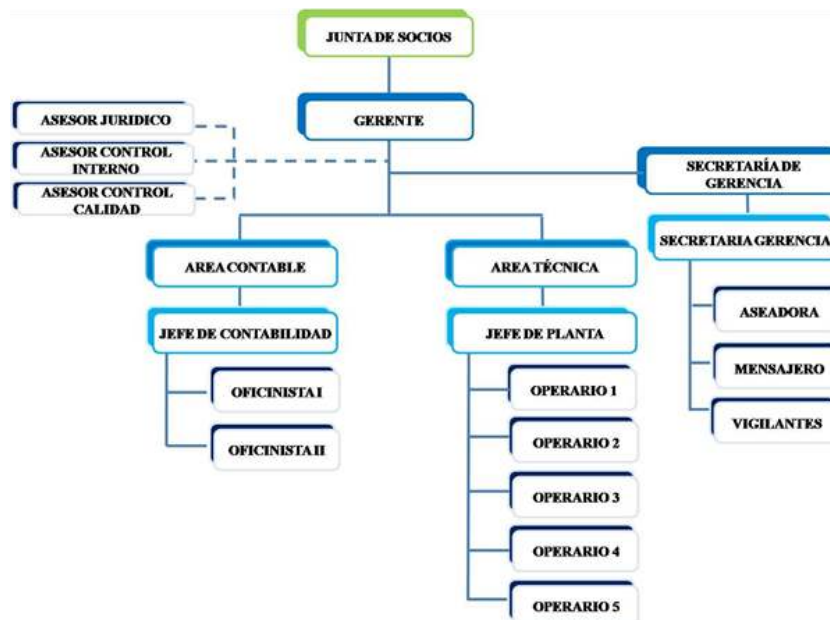 JUNTA DE SOCIOS
GERENTE
ASESOR JURIDICO
ASESOR CONTROL
INTERNO
ASESOR CONTROL
CALIDAD
SECRETARÍA DE
GERENCIA
SECRETARIA GERENCIA
ASEADORA
MENSAJERO
VIGILANTES
AREA CONTABLE
JEFE DE CONTABILIDAD
OFICINISTA I
OFICINISTA II
AREA TÉCNICA
JEFE DE PLANTA
OPERARIO 1
OPERARIO 2
OPERARIO 3
OPERARIO 4
OPERARIO 5